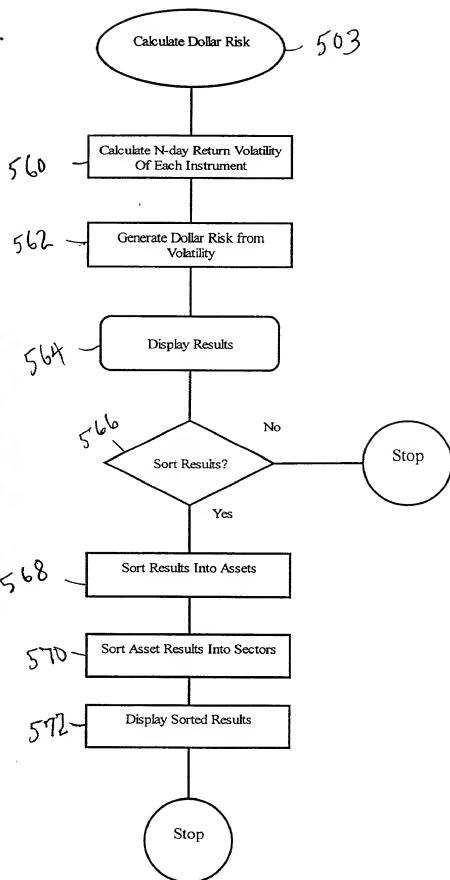 Calculate Dollar Risk
503
Calculate N-day Return Volatility
Of Each Instrument
560
Generate Dollar Risk from
Volatility
562
Display Results
564
566
No
Sort Results?
Stop
Yes
Sort Results Into Assets
568
Sort Asset Results Into Sectors
570
Display Sorted Results
572
Stop